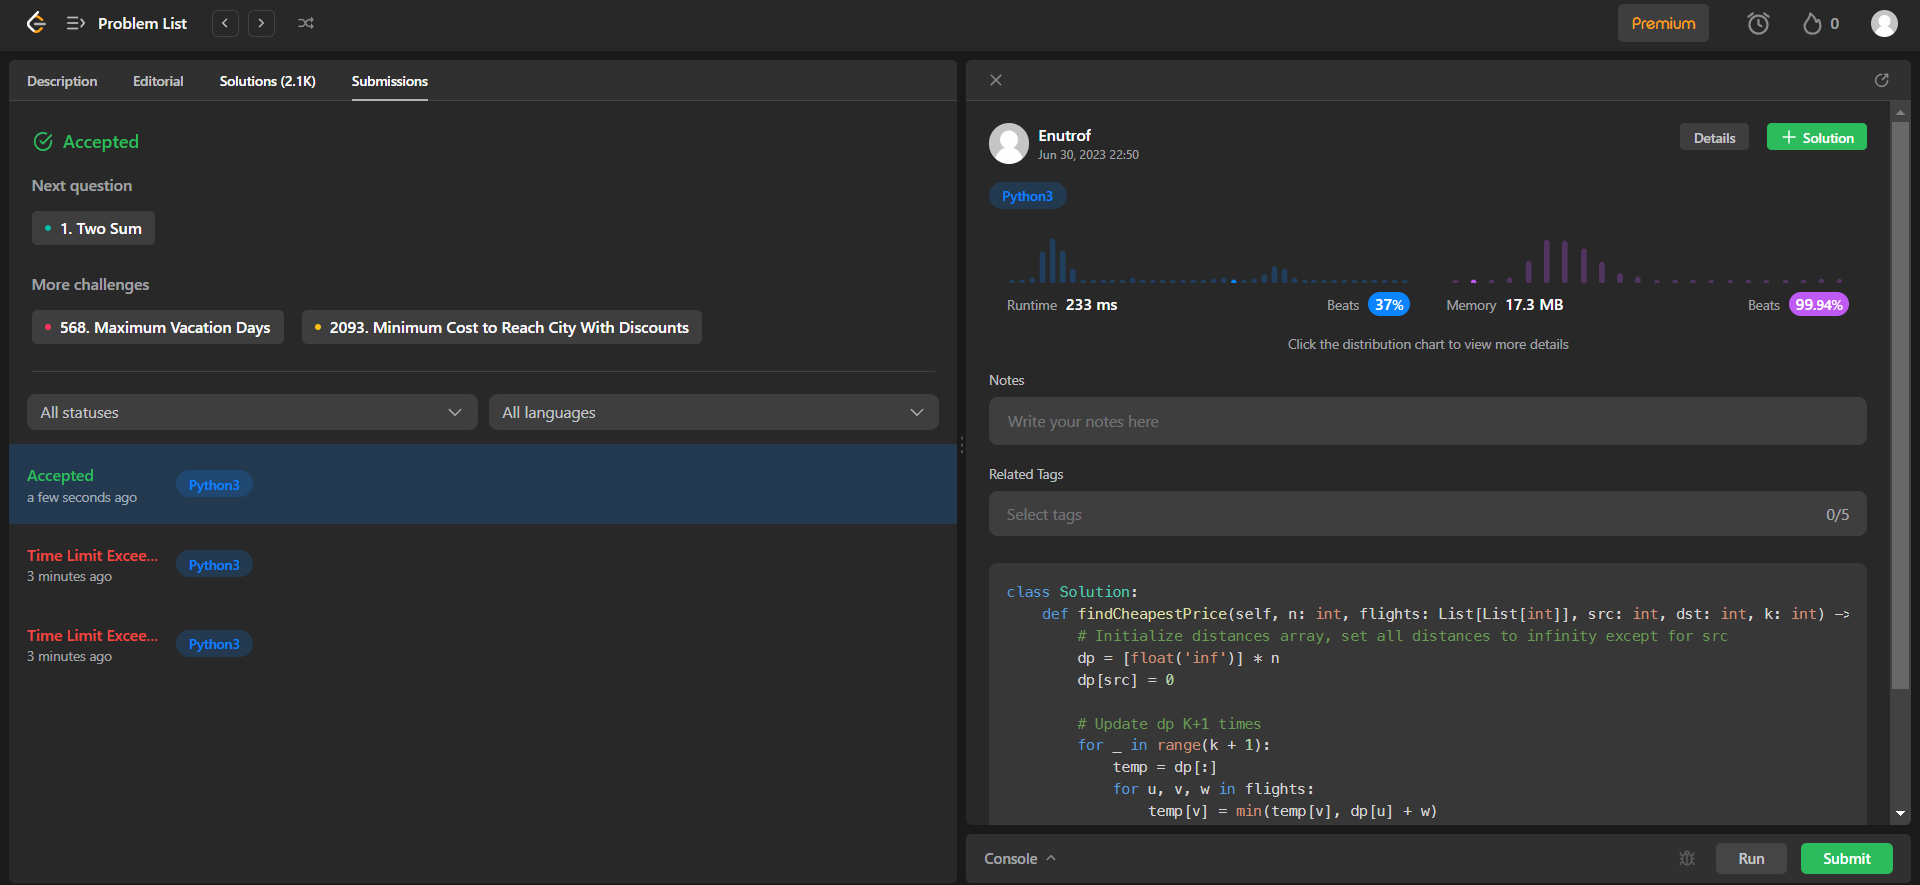 Problem List
Premium
0
Description
Editorial
Solutions (2.1K)
Submissions
Accepted
Next question
1. Two Sum
More challenges
568. Maximum Vacation Days
2093. Minimum Cost to Reach City With Discounts
All statuses
All languages
Accepted
a few seconds ago
Python3
Time Limit Excee...
3 minutes ago
Python3
Time Limit Excee...
3 minutes ago
Python3
Enutrof
Jun 30, 2023 22:50
Details
+ Solution
Python3
Runtime 233 ms
Beats 37%
Memory 17.3 MB
Beats 99.94%
Click the distribution chart to view more details
Notes
Write your notes here
Related Tags
Select tags
0/5
class Solution:
    def findCheapestPrice(self, n: int, flights: List[List[int]], src: int, dst: int, k: int) ->
        # Initialize distances array, set all distances to infinity except for src
        dp = [float('inf')] * n
        dp[src] = 0
        # Update dp K+1 times
        for _ in range(k + 1):
            temp = dp[:]
            for u, v, w in flights:
                temp[v] = min(temp[v], dp[u] + w)
Console
Run
Submit